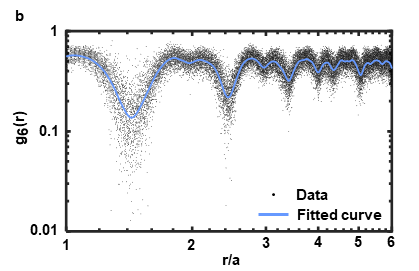 b
1
0.1
0.01
g6(r)
Data
Fitted curve
1 2 3 4 5 6
r/a